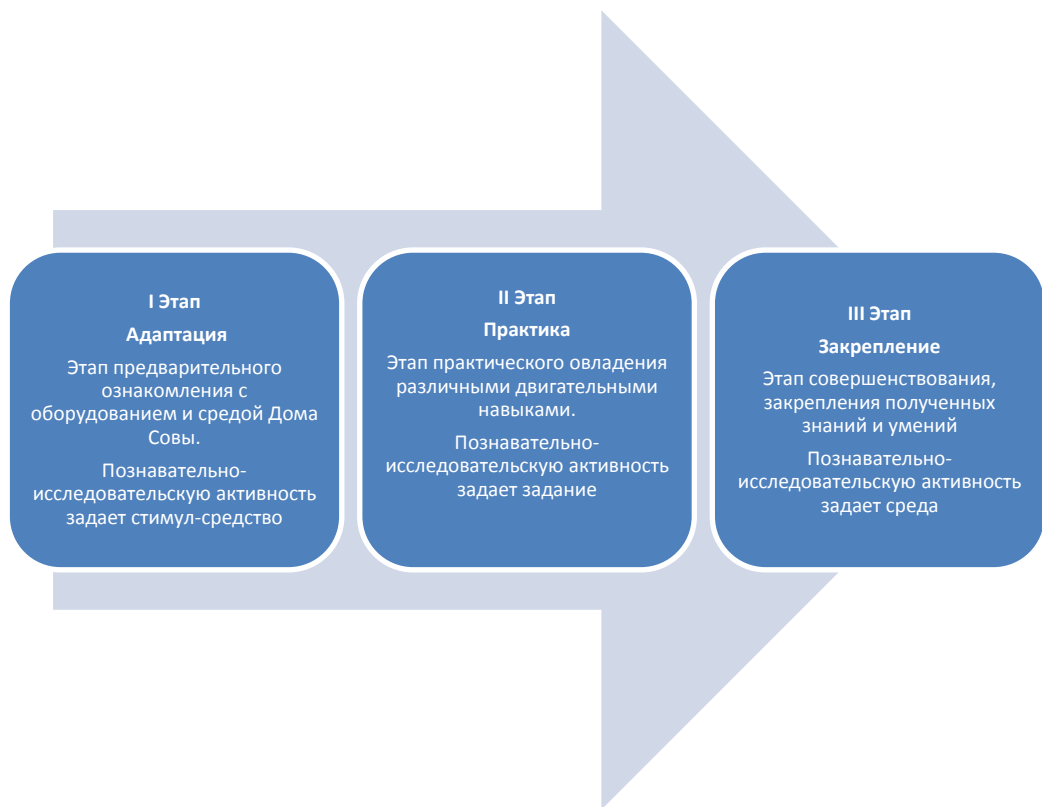 I Этап
Адаптация
Этап предварительного
ознакомления с
оборудованием и средой Дома
Совы.
Познавательно-
исследовательскую активность
задает стимул-средство
II Этап
Практика
Этап практического овладения
различными двигательными
навыками.
Познавательно-
исследовательскую активность
задает задание
III Этап
Закрепление
Этап совершенствования,
закрепления полученных
знаний и умений
Познавательно-
исследовательскую активность
задает среда